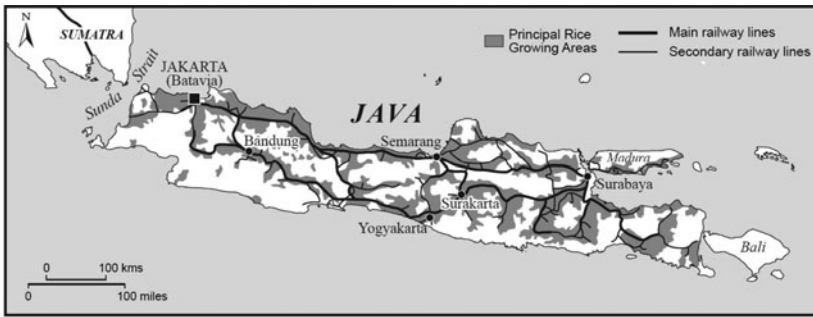 N
SUMATRA
Sunda Strait
JAKARTA
(Batavia)
JAVA
Principal Rice
Growing Areas
Main railway lines
Secondary railway lines
Bandung
Semarang
Madura
Surabaya
Surakarta
Yogyakarta
Bali
0 100 kms
0 100 miles